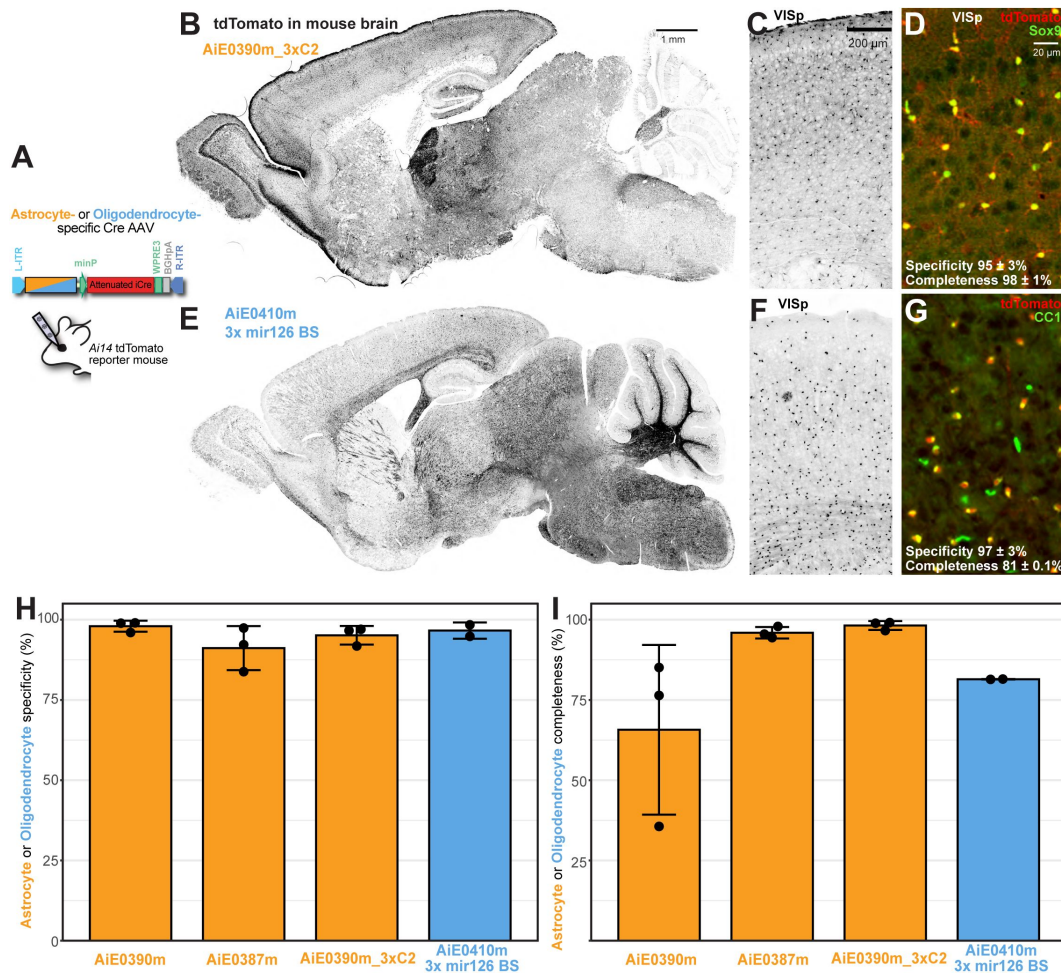 A
Astrocyte- or Oligodendrocyte-
specific Cre AAV
L-ITR
minP
Attenuated iCre
WPRE3
BGHpA
R-ITR
Ai14 tdTomato
reporter mouse
B
tdTomato in mouse brain
AiE0390m_3xC2
1 mm
C
VISp
200 µm
D
VISp
tdTomato
Sox9
20 µm
Specificity 95 ± 3%
Completeness 98 ± 1%
E
AiE0410m
3x mir126 BS
F
VISp
G
tdTomato
CC1
Specificity 97 ± 3%
Completeness 81 ± 0.1%
H
Astrocyte or Oligodendrocyte specificity (%)
100
75
50
25
0
AiE0390m
AiE0387m
AiE0390m_3xC2
AiE0410m
3x mir126 BS
I
Astrocyte or Oligodendrocyte completeness (%)
100
75
50
25
0
AiE0390m
AiE0387m
AiE0390m_3xC2
AiE0410m
3x mir126 BS